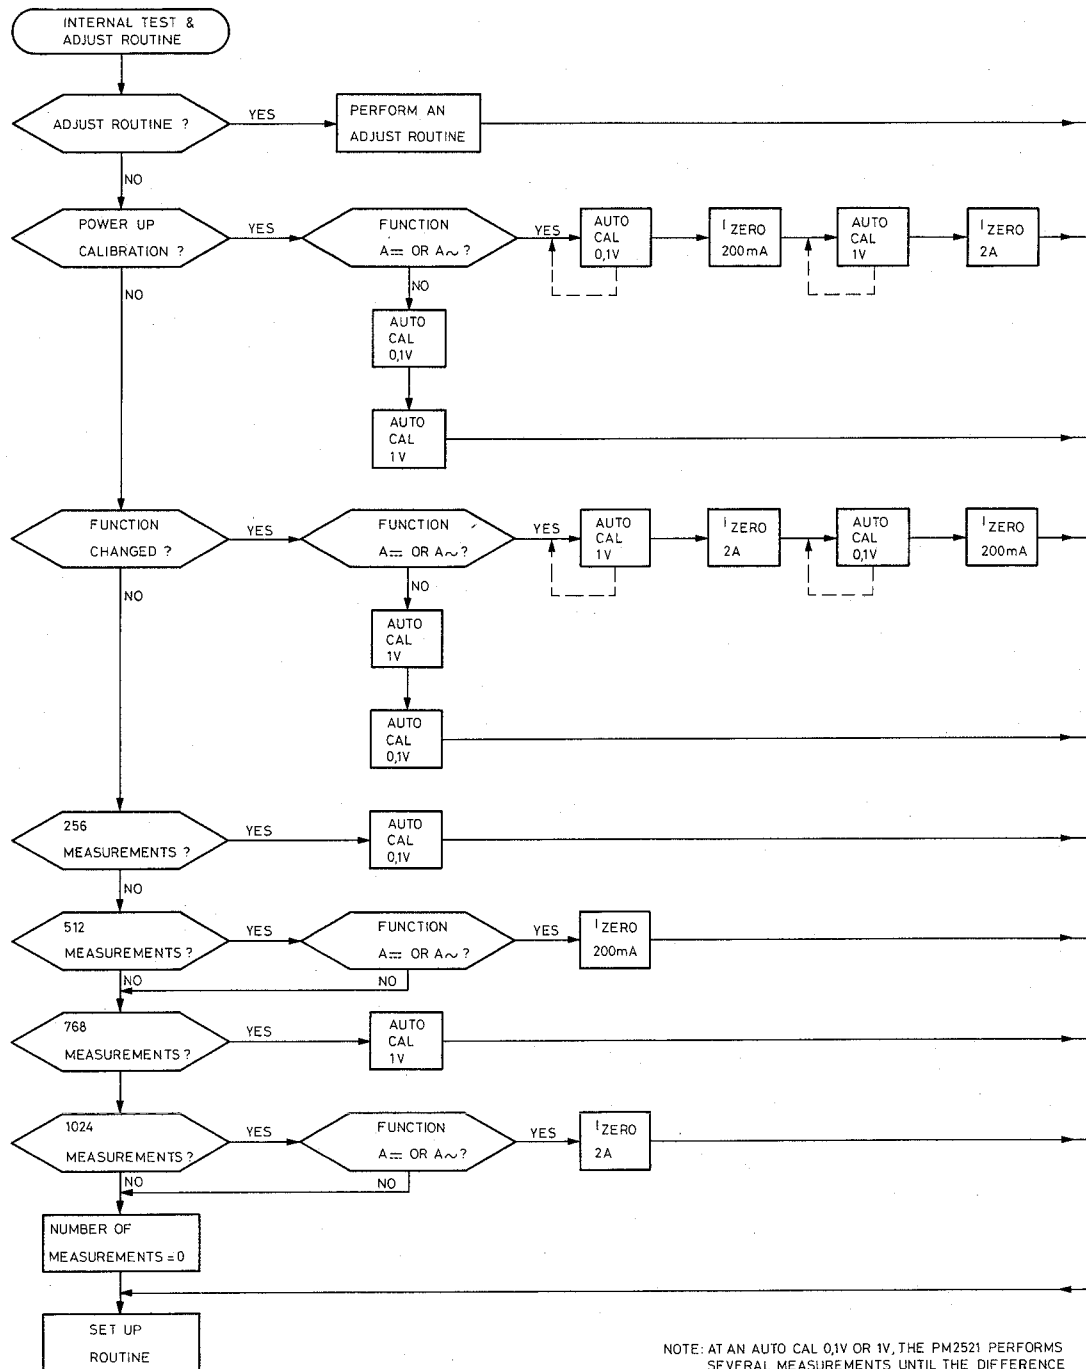 INTERNAL TEST &
ADJUST ROUTINE
ADJUST ROUTINE ?
YES
PERFORM AN
ADJUST ROUTINE
NO
POWER UP
CALIBRATION ?
YES
FUNCTION
A⎓ OR A∼ ?
YES
AUTO
CAL
0,1V
I ZERO
200mA
AUTO
CAL
1V
I ZERO
2A
NO
NO
AUTO
CAL
0,1V
AUTO
CAL
1V
FUNCTION
CHANGED ?
YES
FUNCTION
A⎓ OR A∼ ?
YES
AUTO
CAL
1V
I ZERO
2A
AUTO
CAL
0,1V
I ZERO
200mA
NO
NO
AUTO
CAL
1V
AUTO
CAL
0,1V
256
MEASUREMENTS ?
YES
AUTO
CAL
0,1V
NO
512
MEASUREMENTS ?
YES
FUNCTION
A⎓ OR A∼ ?
YES
I ZERO
200mA
NO
NO
768
MEASUREMENTS ?
YES
AUTO
CAL
1V
1024
MEASUREMENTS ?
YES
FUNCTION
A⎓ OR A∼ ?
YES
I ZERO
2A
NO
NO
NUMBER OF
MEASUREMENTS = 0
SET UP
ROUTINE
NOTE: AT AN AUTO CAL 0,1V OR 1V, THE PM2521 PERFORMS
SEVERAL MEASUREMENTS UNTIL THE DIFFERENCE